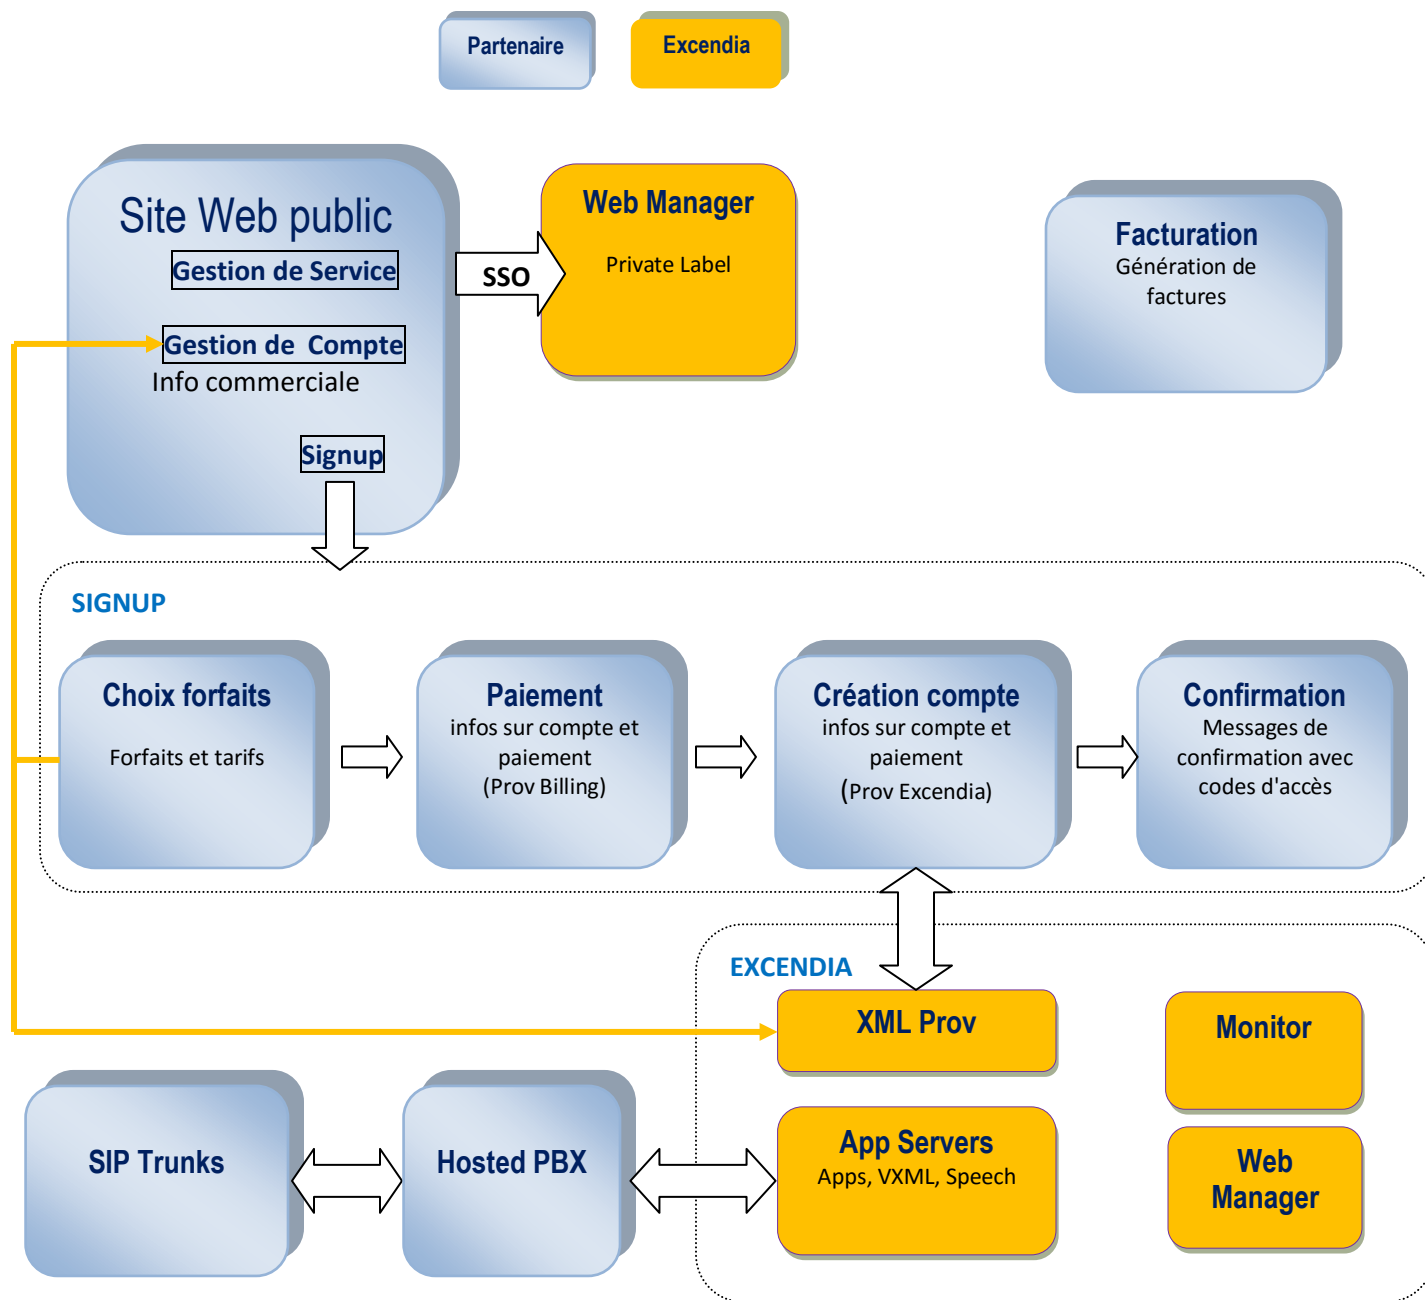 Partenaire
Excendia
Site Web public
Gestion de Service
Gestion de  Compte
Info commerciale
Signup
SSO
Web Manager
Private Label
Facturation
Génération de
factures
SIGNUP
Choix forfaits
Forfaits et tarifs
Paiement
infos sur compte et
paiement
(Prov Billing)
Création compte
infos sur compte et
paiement
(Prov Excendia)
Confirmation
Messages de
confirmation avec
codes d'accès
EXCENDIA
XML Prov
Monitor
SIP Trunks
Hosted PBX
App Servers
Apps, VXML, Speech
Web
Manager